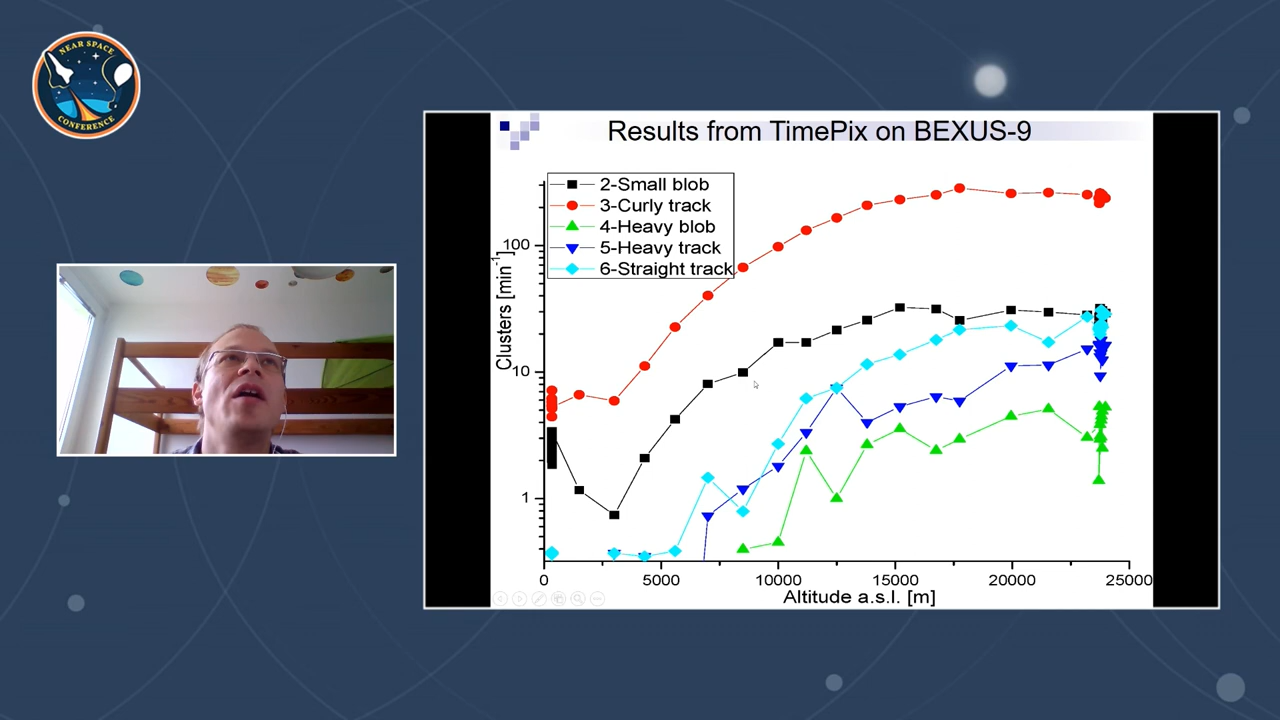 NEAR SPACE
CONFERENCE
Results from TimePix on BEXUS-9
2-Small blob
3-Curly track
4-Heavy blob
5-Heavy track
6-Straight track
Clusters [min-1]
100
10
1
0 5000 10000 15000 20000 25000
Altitude a.s.l. [m]